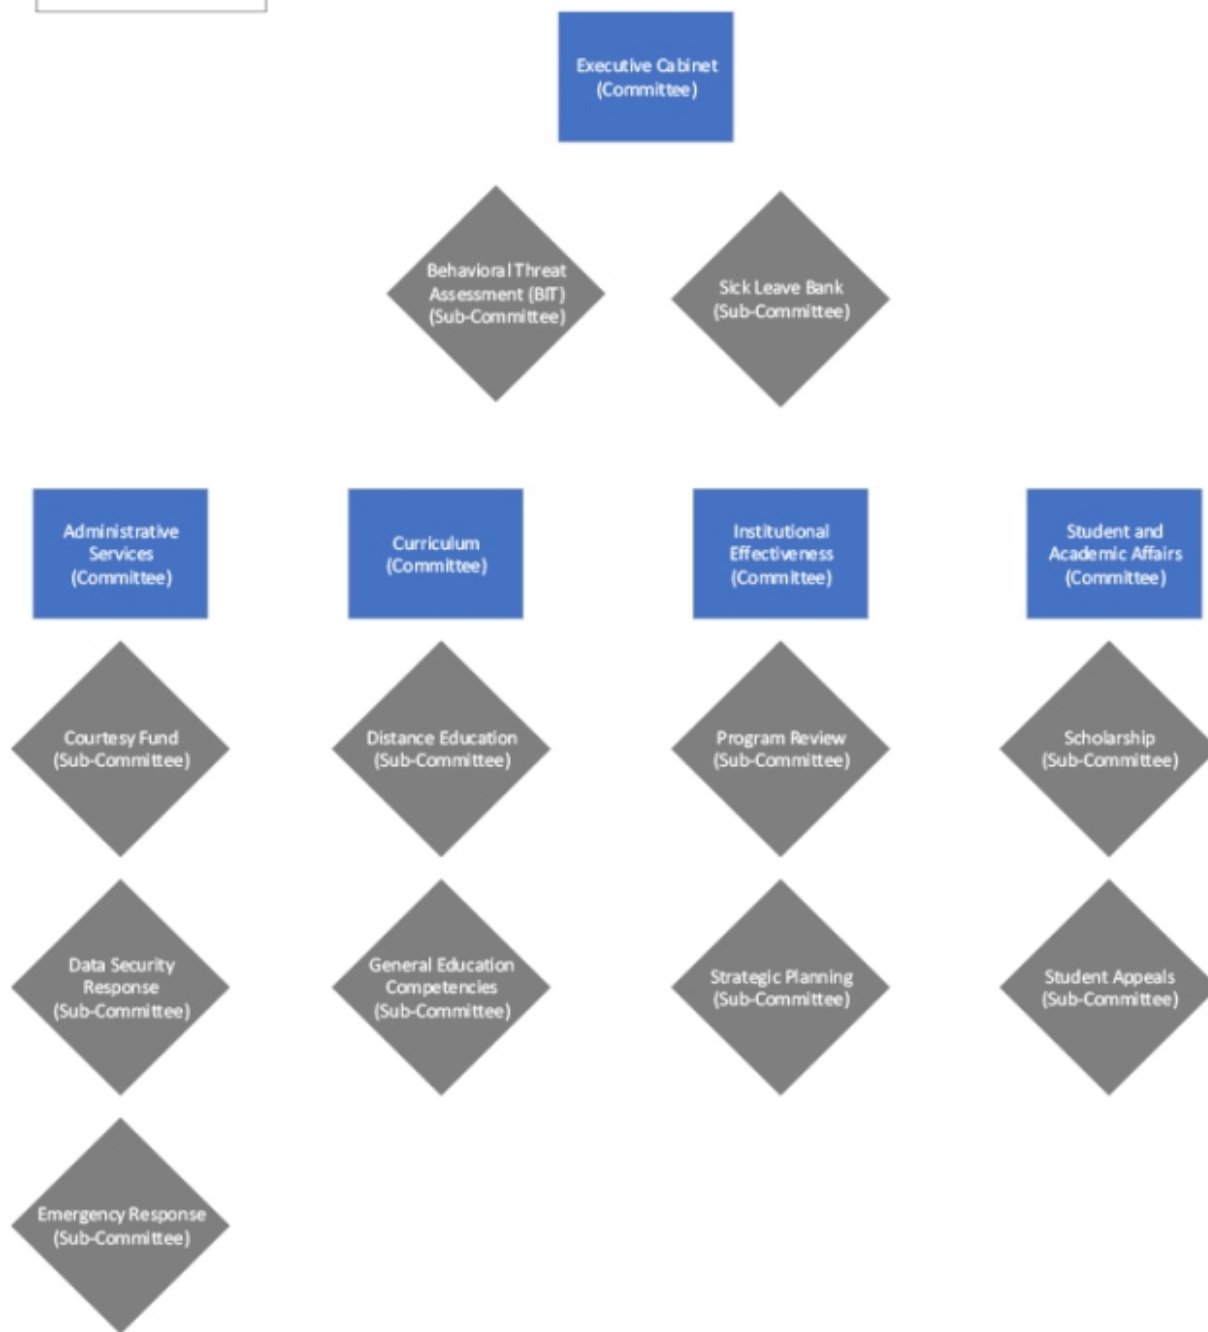 Executive Cabinet
(Committee)
Behavioral Threat
Assessment (BIT)
(Sub-Committee)
Sick Leave Bank
(Sub-Committee)
Administrative
Services
(Committee)
Curriculum
(Committee)
Institutional
Effectiveness
(Committee)
Student and
Academic Affairs
(Committee)
Courtesy Fund
(Sub-Committee)
Distance Education
(Sub-Committee)
Program Review
(Sub-Committee)
Scholarship
(Sub-Committee)
Data Security
Response
(Sub-Committee)
General Education
Competencies
(Sub-Committee)
Strategic Planning
(Sub-Committee)
Student Appeals
(Sub-Committee)
Emergency Response
(Sub-Committee)